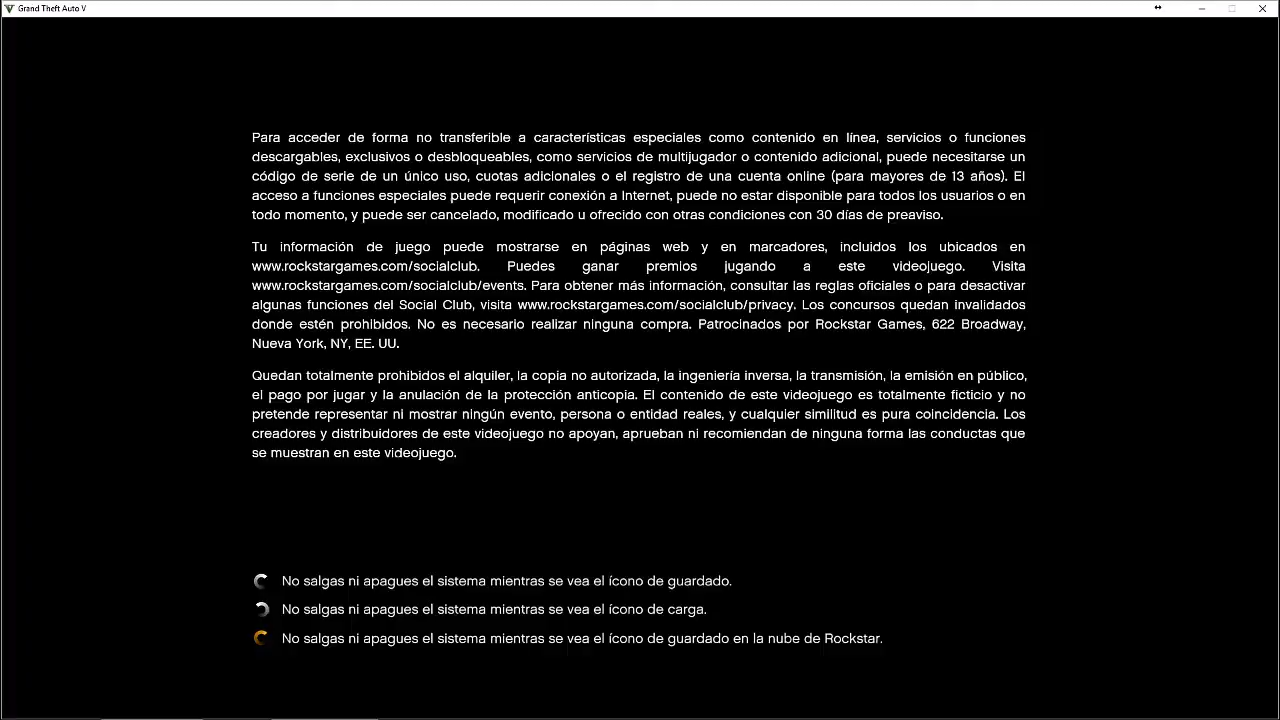 Grand Theft Auto V
Para acceder de forma no transferible a características especiales como contenido en línea, servicios o funciones
descargables, exclusivos o desbloqueables, como servicios de multijugador o contenido adicional, puede necesitarse un
código de serie de un único uso, cuotas adicionales o el registro de una cuenta online (para mayores de 13 años). El
acceso a funciones especiales puede requerir conexión a Internet, puede no estar disponible para todos los usuarios o en
todo momento, y puede ser cancelado, modificado u ofrecido con otras condiciones con 30 días de preaviso.
Tu información de juego puede mostrarse en páginas web y en marcadores, incluidos los ubicados en
www.rockstargames.com/socialclub. Puedes ganar premios jugando a este videojuego. Visita
www.rockstargames.com/socialclub/events. Para obtener más información, consultar las reglas oficiales o para desactivar
algunas funciones del Social Club, visita www.rockstargames.com/socialclub/privacy. Los concursos quedan invalidados
donde estén prohibidos. No es necesario realizar ninguna compra. Patrocinados por Rockstar Games, 622 Broadway,
Nueva York, NY, EE. UU.
Quedan totalmente prohibidos el alquiler, la copia no autorizada, la ingeniería inversa, la transmisión, la emisión en público,
el pago por jugar y la anulación de la protección anticopia. El contenido de este videojuego es totalmente ficticio y no
pretende representar ni mostrar ningún evento, persona o entidad reales, y cualquier similitud es pura coincidencia. Los
creadores y distribuidores de este videojuego no apoyan, aprueban ni recomiendan de ninguna forma las conductas que
se muestran en este videojuego.
No salgas ni apagues el sistema mientras se vea el ícono de guardado.
No salgas ni apagues el sistema mientras se vea el ícono de carga.
No salgas ni apagues el sistema mientras se vea el ícono de guardado en la nube de Rockstar.